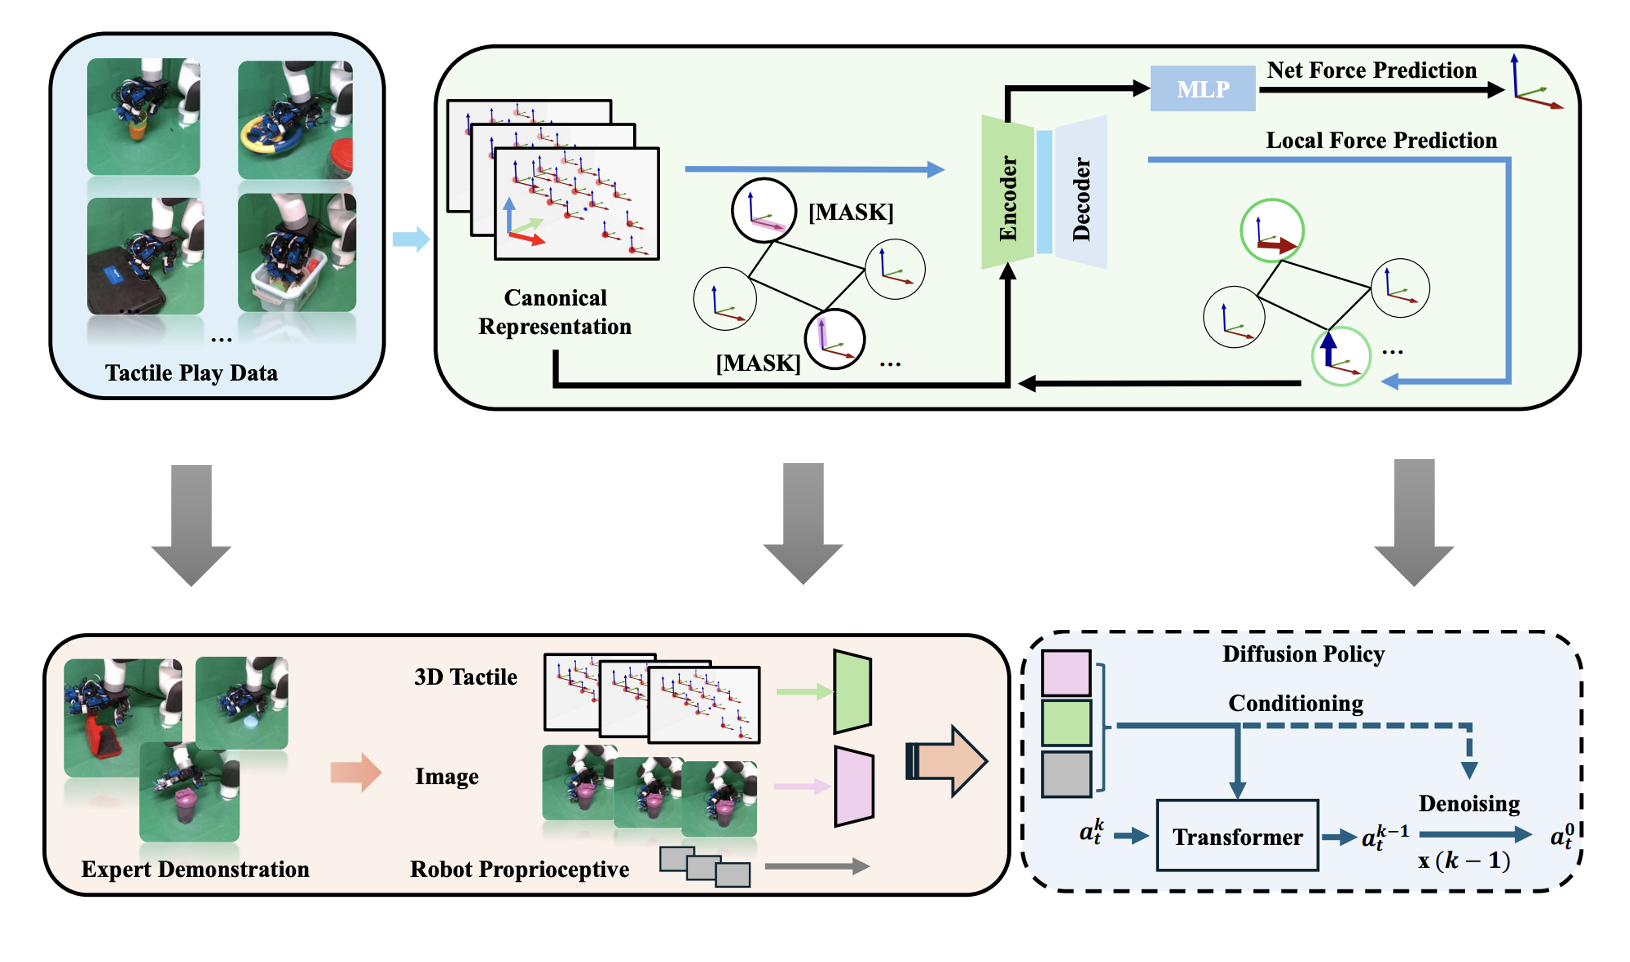 Tactile Play Data
...
...
Canonical
Representation
[MASK]
[MASK]
...
Encoder
Decoder
MLP
Net Force Prediction
Local Force Prediction
...
Expert Demonstration
3D Tactile
Image
Robot Proprioceptive
Diffusion Policy
Conditioning
Denoising
a_t^k
Transformer
a_t^{k-1}
x (k − 1)
a_t^0